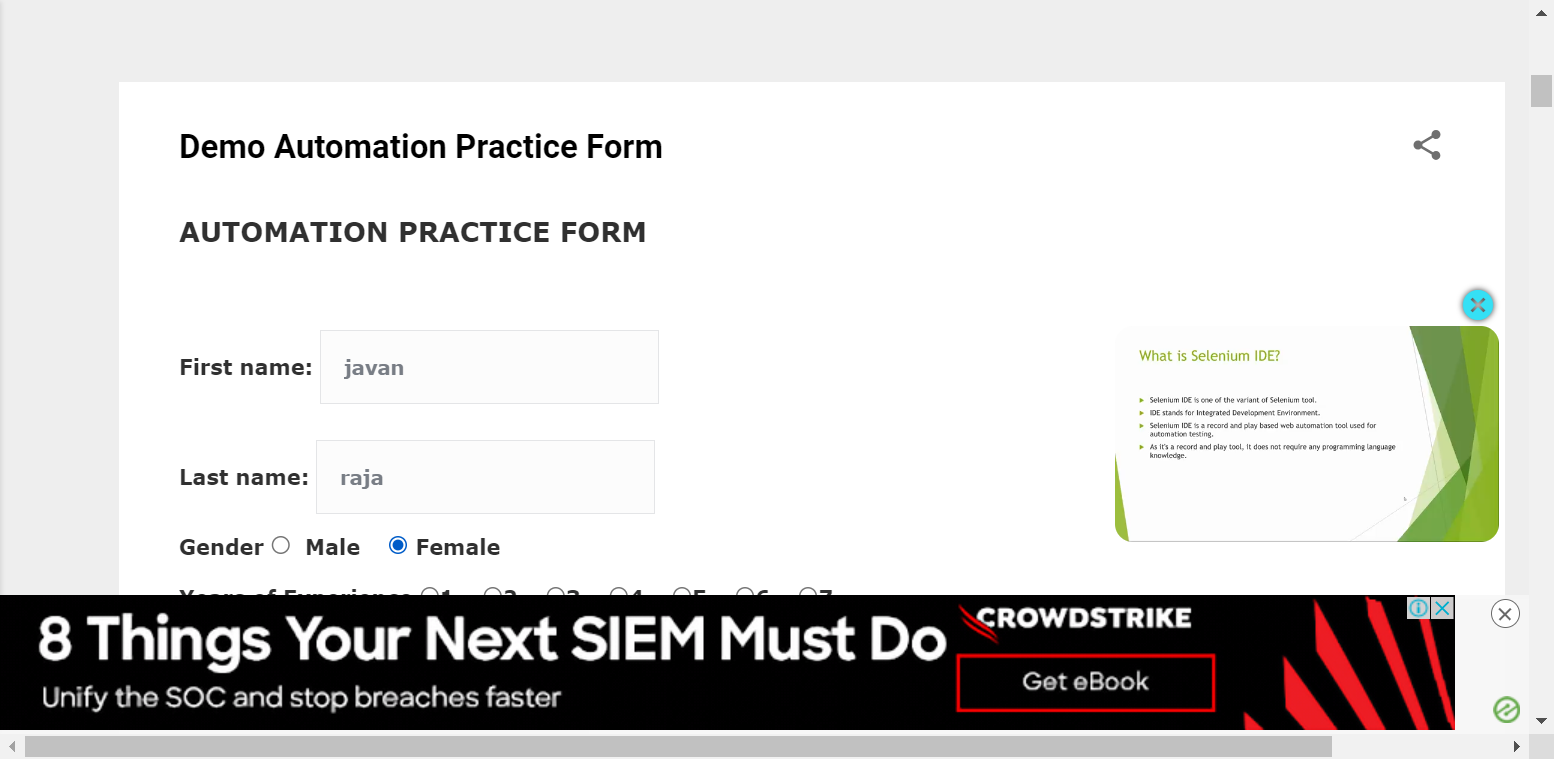 Demo Automation Practice Form
AUTOMATION PRACTICE FORM
First name: javan
Last name: raja
Gender Male Female
Years of Experience 1 2 3 4 5 6 7
What is Selenium IDE?
Selenium IDE is one of the variant of Selenium tool.
IDE stands for Integrated Development Environment.
Selenium IDE is a record and play based web automation tool used for
automation testing.
As it's a record and play tool, it does not require any programming language
knowledge.
8 Things Your Next SIEM Must Do
Unify the SOC and stop breaches faster
CROWDSTRIKE
Get eBook